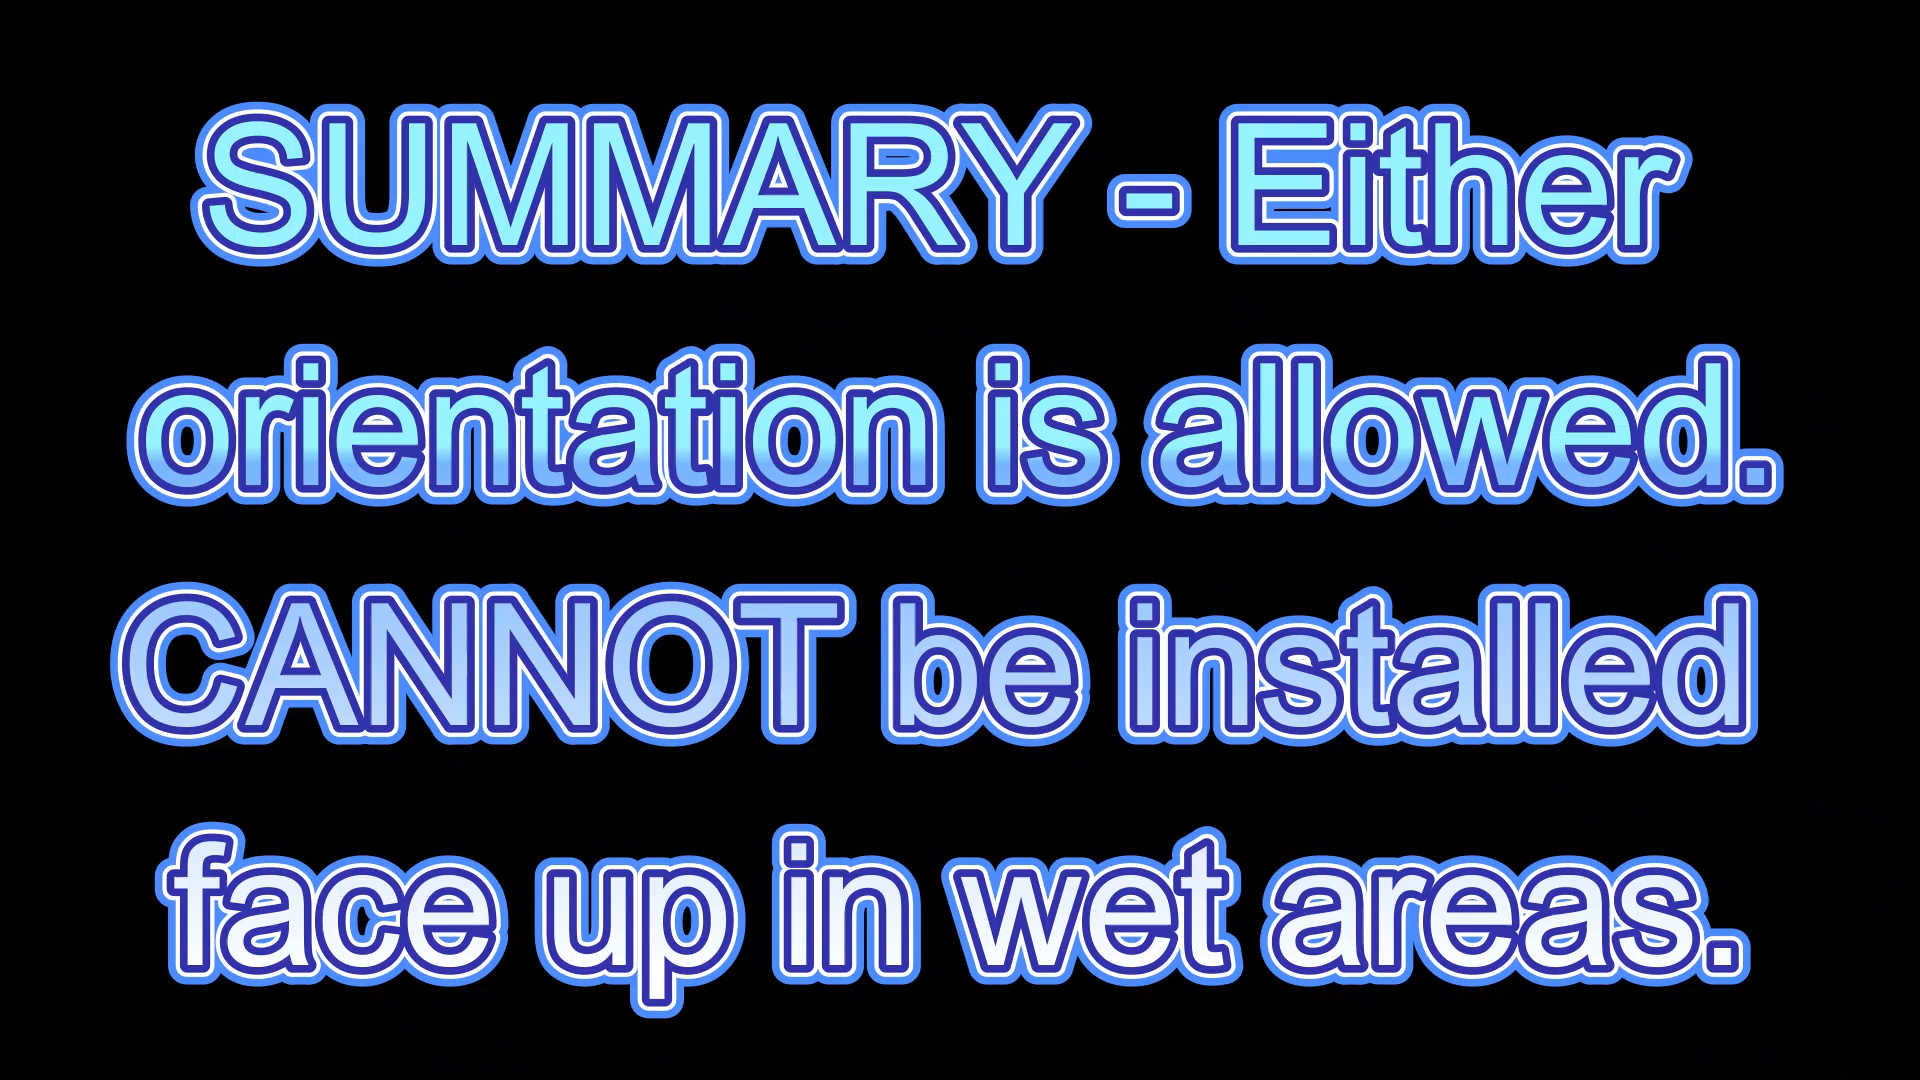 SUMMARY - Either
orientation is allowed.
CANNOT be installed
face up in wet areas.